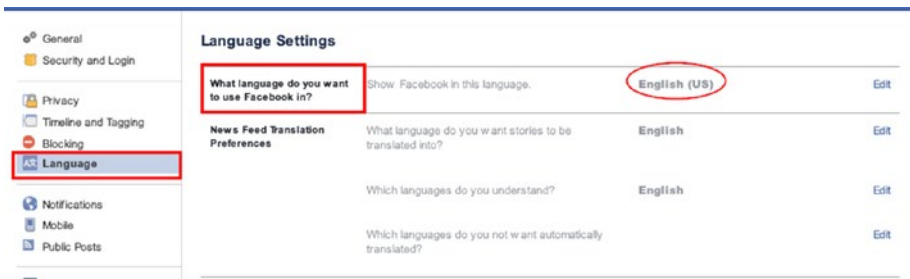 General
Security and Login
Privacy
Timeline and Tagging
Blocking
Language
Notifications
Mobile
Public Posts
Language Settings
What language do you want
to use Facebook in?
Show Facebook in this language.
English (US)
Edit
News Feed Translation
Preferences
What language do you want stories to be
translated into?
English
Edit
Which languages do you understand?
English
Edit
Which languages do you not want automatically
translated?
Edit